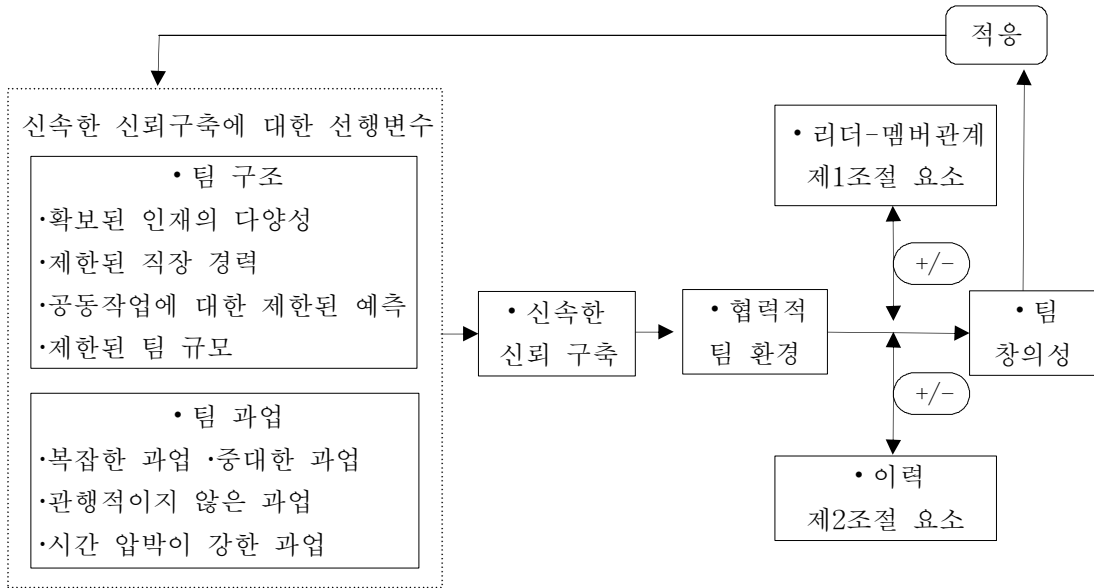 적응
신속한 신뢰구축에 대한 선행변수
• 팀 구조
·확보된 인재의 다양성
·제한된 직장 경력
·공동작업에 대한 제한된 예측
·제한된 팀 규모
• 팀 과업
·복잡한 과업 ·중대한 과업
·관행적이지 않은 과업
·시간 압박이 강한 과업
• 신속한
신뢰 구축
• 협력적
팀 환경
• 리더-멤버관계
제1조절 요소
+/-
+/-
• 이력
제2조절 요소
• 팀
창의성